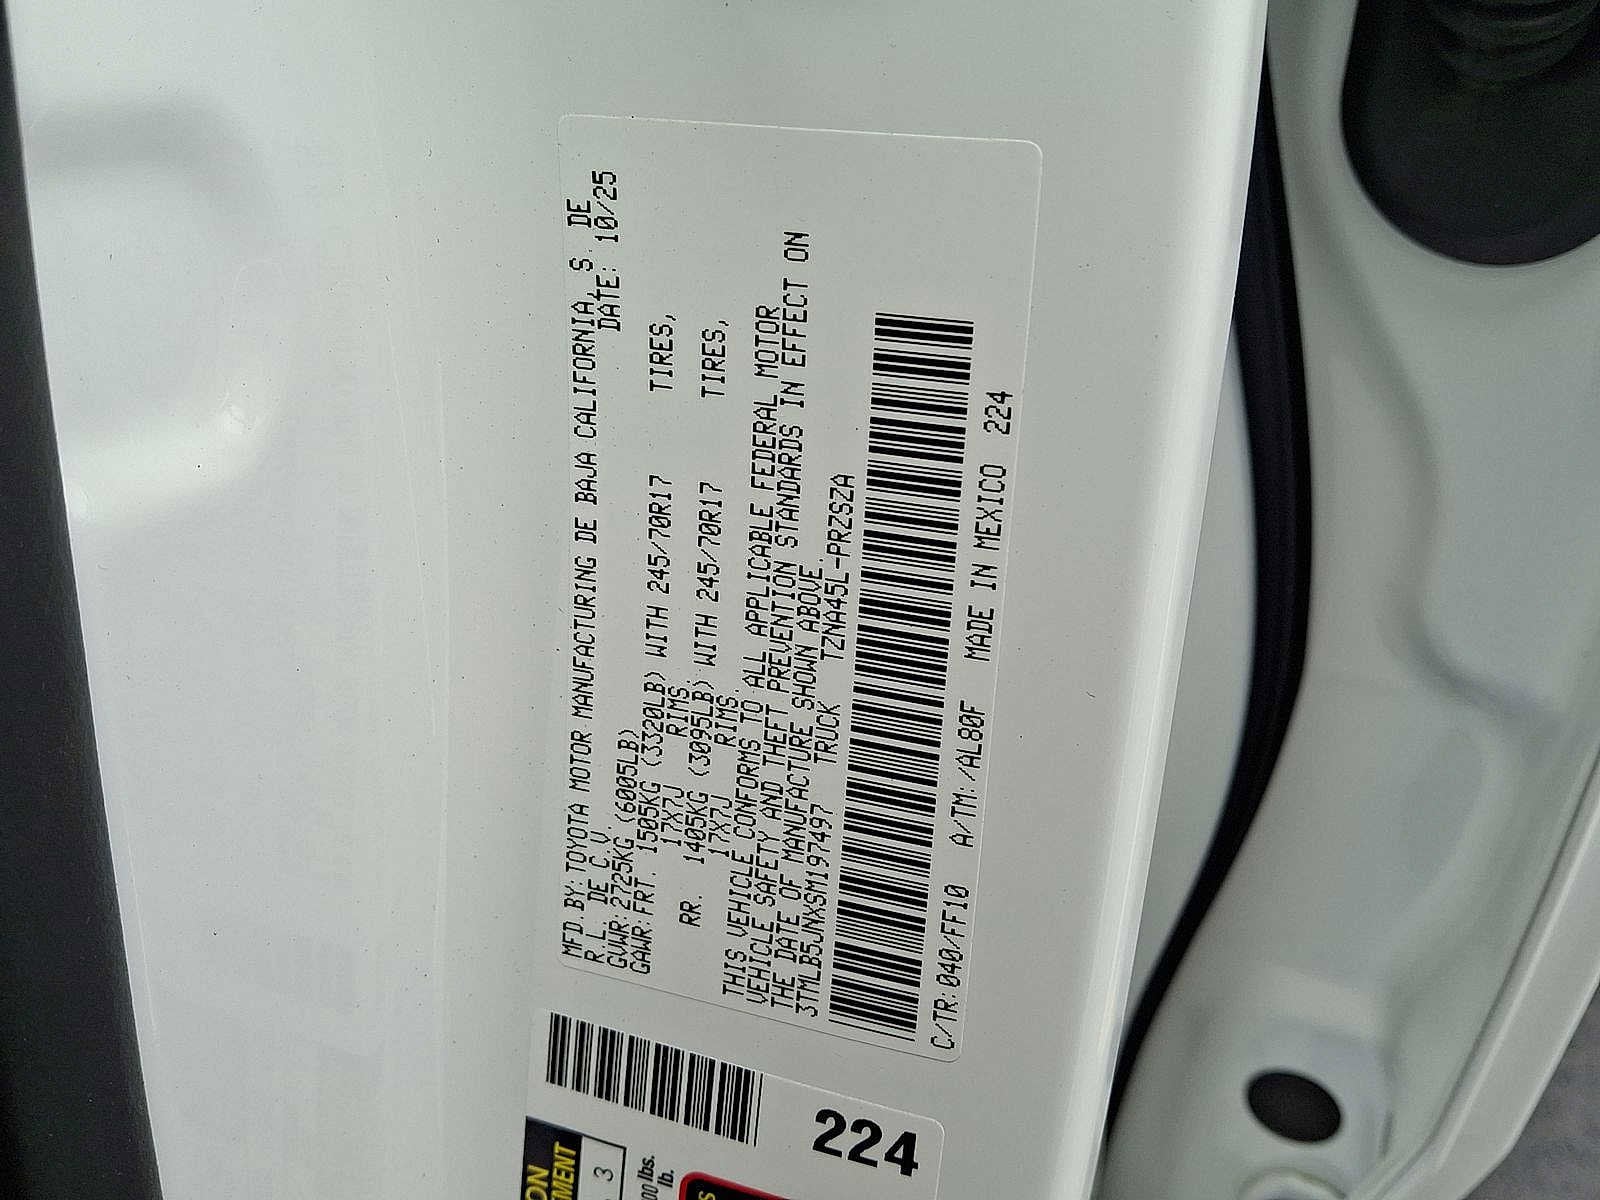 MFD.BY:TOYOTA MOTOR MANUFACTURING DE BAJA CALIFORNIA,S. DE
R.L. DE C.V. DATE: 10/25
GVWR:2725KG (6005LB)
GAWR:FRT. 1505KG (3320LB) WITH 245/70R17 TIRES,
17X7J RIMS.
RR. 1405KG (3095LB) WITH 245/70R17 TIRES,
17X7J RIMS.
THIS VEHICLE CONFORMS TO ALL APPLICABLE FEDERAL MOTOR
VEHICLE SAFETY AND THEFT PREVENTION STANDARDS IN EFFECT ON
THE DATE OF MANUFACTURE SHOWN ABOVE.
3TMLB5JNXSM197497 TRUCK TZNA45L-PRZSZA
C/TR:040/FF10 A/TM:/AL80F MADE IN MEXICO 224
224
3
lbs.
lb.